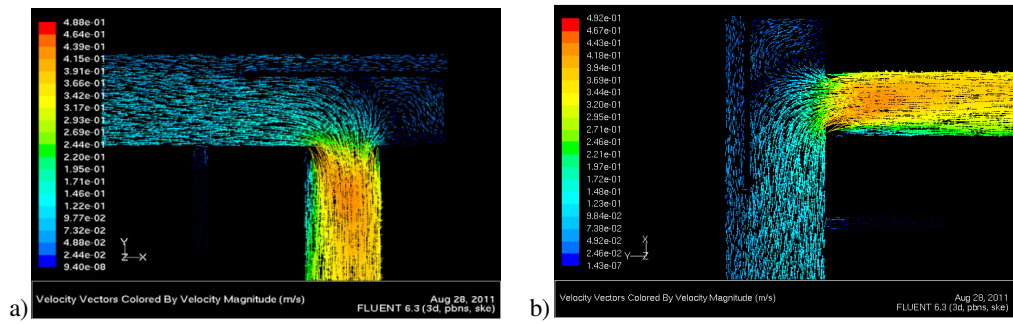 4.88e-01
4.64e-01
4.39e-01
4.15e-01
3.91e-01
3.66e-01
3.42e-01
3.17e-01
2.93e-01
2.69e-01
2.44e-01
2.20e-01
1.95e-01
1.71e-01
1.46e-01
1.22e-01
9.77e-02
7.32e-02
4.88e-02
2.44e-02
9.40e-08
Y
Z X
Velocity Vectors Colored By Velocity Magnitude (m/s)
Aug 28, 2011
FLUENT 6.3 (3d, pbns, ske)
a)
4.92e-01
4.67e-01
4.43e-01
4.18e-01
3.94e-01
3.69e-01
3.44e-01
3.20e-01
2.95e-01
2.71e-01
2.46e-01
2.21e-01
1.97e-01
1.72e-01
1.48e-01
1.23e-01
9.84e-02
7.38e-02
4.92e-02
2.46e-02
1.43e-07
X
Y Z
Velocity Vectors Colored By Velocity Magnitude (m/s)
Aug 28, 2011
FLUENT 6.3 (3d, pbns, ske)
b)